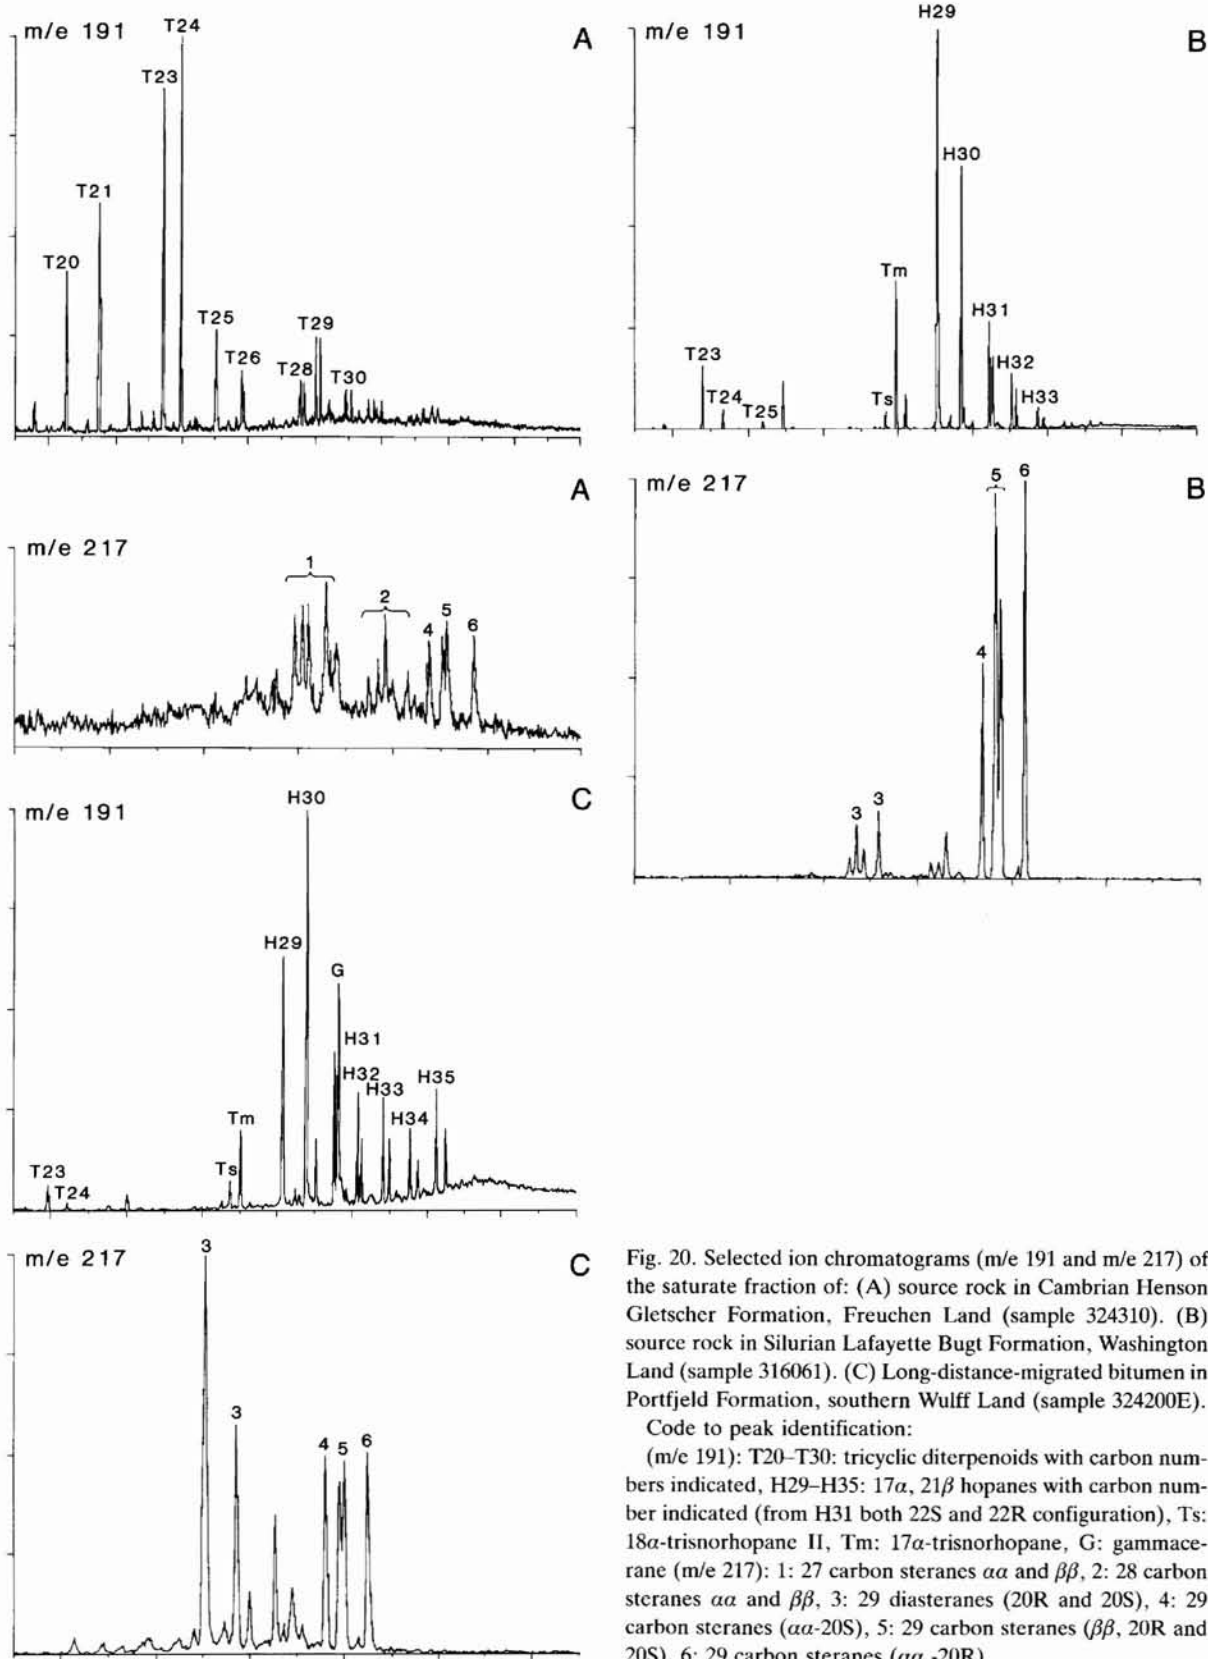 m/e 191
A
T20
T21
T23
T24
T25
T26
T28
T29
T30
m/e 191
B
T23
T24
T25
Ts
Tm
H29
H30
H31
H32
H33
m/e 217
A
1
2
4
5
6
m/e 217
B
3
3
4
5
6
m/e 191
C
T23
T24
Ts
Tm
H29
H30
G
H31
H32
H33
H34
H35
m/e 217
C
3
3
4
5
6
Fig. 20. Selected ion chromatograms (m/e 191 and m/e 217) of
the saturate fraction of: (A) source rock in Cambrian Henson
Gletscher Formation, Freuchen Land (sample 324310). (B)
source rock in Silurian Lafayette Bugt Formation, Washington
Land (sample 316061). (C) Long-distance-migrated bitumen in
Portfjeld Formation, southern Wulff Land (sample 324200E).
Code to peak identification:
(m/e 191): T20–T30: tricyclic diterpenoids with carbon num-
bers indicated, H29–H35: 17α, 21β hopanes with carbon num-
ber indicated (from H31 both 22S and 22R configuration), Ts:
18α-trisnorhopane II, Tm: 17α-trisnorhopane, G: gammace-
rane (m/e 217): 1: 27 carbon steranes αα and ββ, 2: 28 carbon
steranes αα and ββ, 3: 29 diasteranes (20R and 20S), 4: 29
carbon steranes (αα-20S), 5: 29 carbon steranes (ββ, 20R and
20S), 6: 29 carbon steranes (αα,-20R)